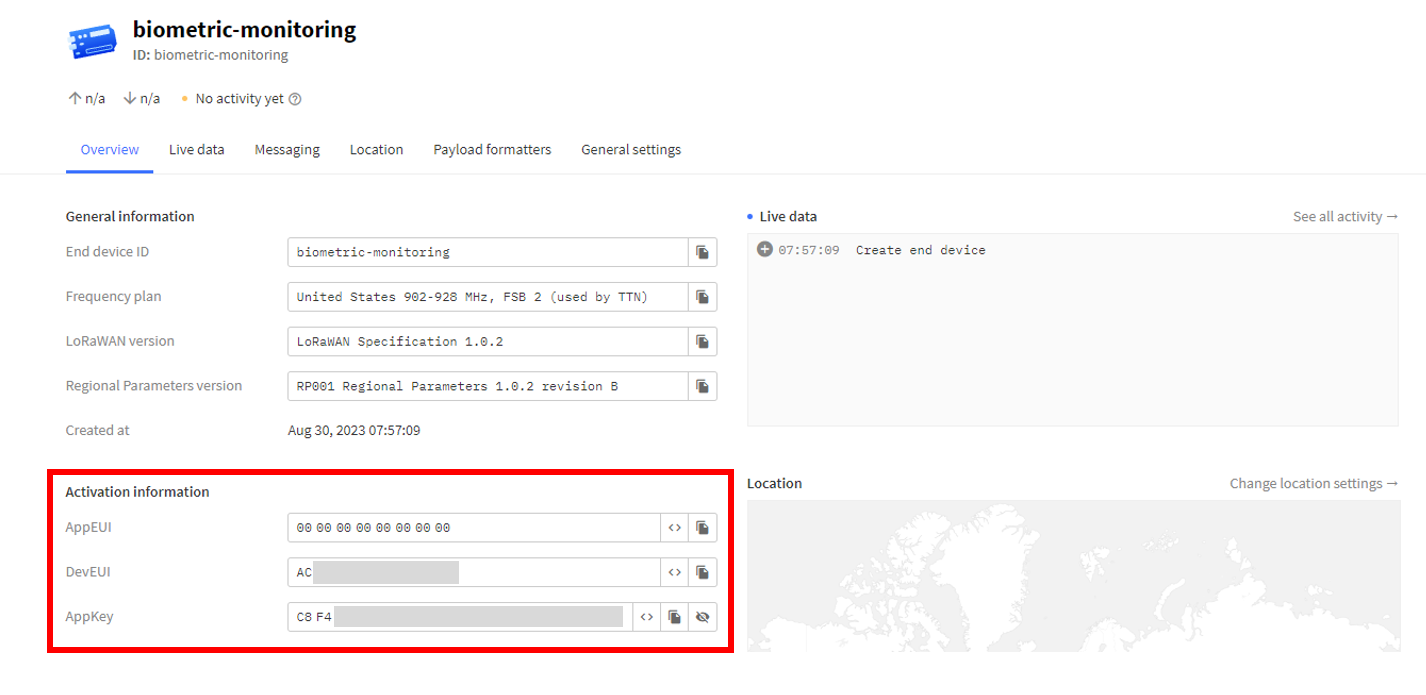 biometric-monitoring
ID: biometric-monitoring
n/a n/a No activity yet
Overview Live data Messaging Location Payload formatters General settings
General information
End device ID biometric-monitoring
Frequency plan United States 902-928 MHz, FSB 2 (used by TTN)
LoRaWAN version LoRaWAN Specification 1.0.2
Regional Parameters version RP001 Regional Parameters 1.0.2 revision B
Created at Aug 30, 2023 07:57:09
Live data See all activity →
07:57:09 Create end device
Activation information
AppEUI 00 00 00 00 00 00 00 00
DevEUI AC
AppKey C8 F4
Location Change location settings →